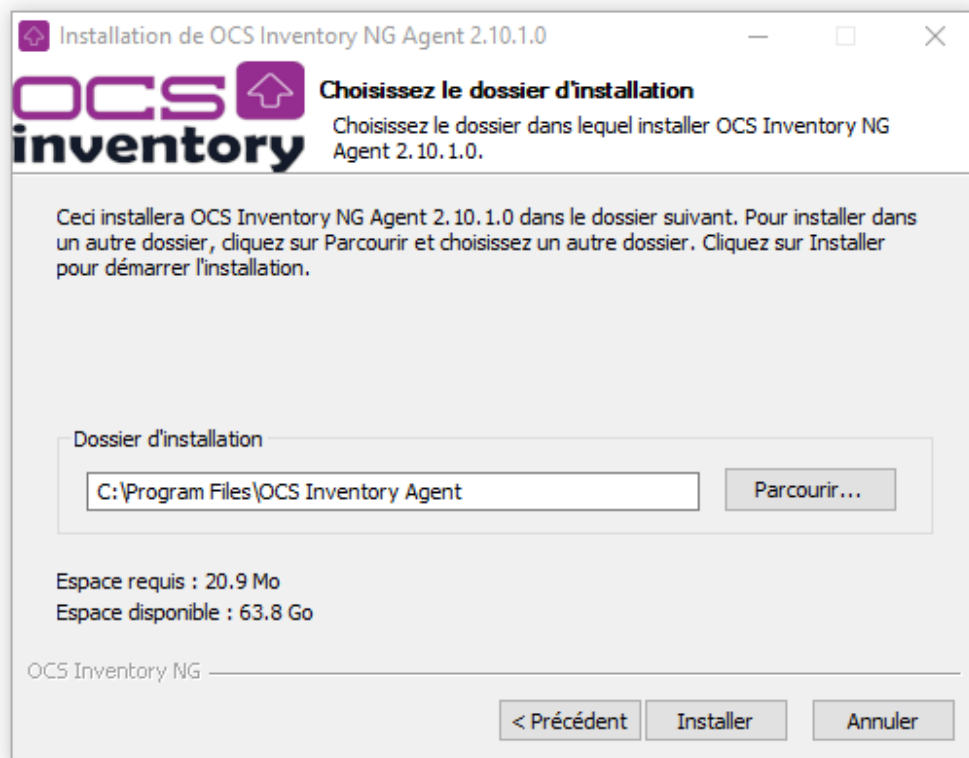 Installation de OCS Inventory NG Agent 2.10.1.0
OCS
inventory
Choisissez le dossier d'installation
Choisissez le dossier dans lequel installer OCS Inventory NG
Agent 2.10.1.0.
Ceci installera OCS Inventory NG Agent 2.10.1.0 dans le dossier suivant. Pour installer dans
un autre dossier, cliquez sur Parcourir et choisissez un autre dossier. Cliquez sur Installer
pour démarrer l'installation.
Dossier d'installation
C:\Program Files\OCS Inventory Agent
Parcourir...
Espace requis : 20.9 Mo
Espace disponible : 63.8 Go
OCS Inventory NG
< Précédent
Installer
Annuler